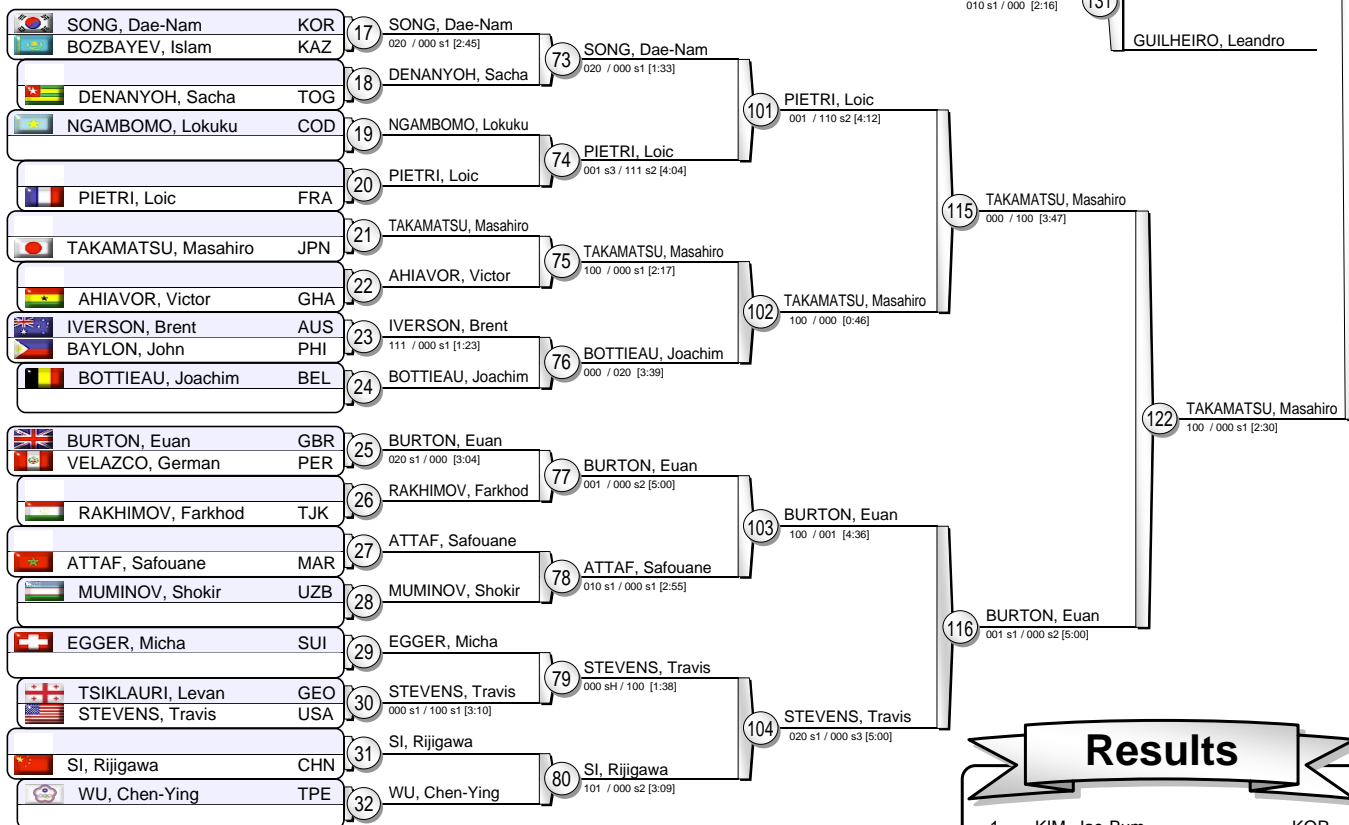 010 s1 / 000 [2:16]
131
GUILHEIRO, Leandro
SONG, Dae-Nam KOR
BOZBAYEV, Islam KAZ
17
SONG, Dae-Nam
020 / 000 s1 [2:45]
DENANYOH, Sacha TOG
18
DENANYOH, Sacha
73
SONG, Dae-Nam
020 / 000 s1 [1:33]
NGAMBOMO, Lokuku COD
19
NGAMBOMO, Lokuku
PIETRI, Loic FRA
20
PIETRI, Loic
74
PIETRI, Loic
001 s3 / 111 s2 [4:04]
101
PIETRI, Loic
001 / 110 s2 [4:12]
TAKAMATSU, Masahiro JPN
21
TAKAMATSU, Masahiro
AHIAVOR, Victor GHA
22
AHIAVOR, Victor
75
TAKAMATSU, Masahiro
100 / 000 s1 [2:17]
IVERSON, Brent AUS
BAYLON, John PHI
23
IVERSON, Brent
111 / 000 s1 [1:23]
BOTTIEAU, Joachim BEL
24
BOTTIEAU, Joachim
76
BOTTIEAU, Joachim
000 / 020 [3:39]
102
TAKAMATSU, Masahiro
100 / 000 [0:46]
115
TAKAMATSU, Masahiro
000 / 100 [3:47]
BURTON, Euan GBR
VELAZCO, German PER
25
BURTON, Euan
020 s1 / 000 [3:04]
RAKHIMOV, Farkhod TJK
26
RAKHIMOV, Farkhod
77
BURTON, Euan
001 / 000 s2 [5:00]
ATTAF, Safouane MAR
27
ATTAF, Safouane
MUMINOV, Shokir UZB
28
MUMINOV, Shokir
78
ATTAF, Safouane
010 s1 / 000 s1 [2:55]
103
BURTON, Euan
100 / 001 [4:36]
EGGER, Micha SUI
29
EGGER, Micha
TSIKLAURI, Levan GEO
STEVENS, Travis USA
30
STEVENS, Travis
000 s1 / 100 s1 [3:10]
79
STEVENS, Travis
000 sH / 100 [1:38]
SI, Rijigawa CHN
31
SI, Rijigawa
WU, Chen-Ying TPE
32
WU, Chen-Ying
80
SI, Rijigawa
101 / 000 s2 [3:09]
104
STEVENS, Travis
020 s1 / 000 s3 [5:00]
116
BURTON, Euan
001 s1 / 000 s2 [5:00]
122
TAKAMATSU, Masahiro
100 / 000 s1 [2:30]
Results
1 KIM, Jae-Bum KOR